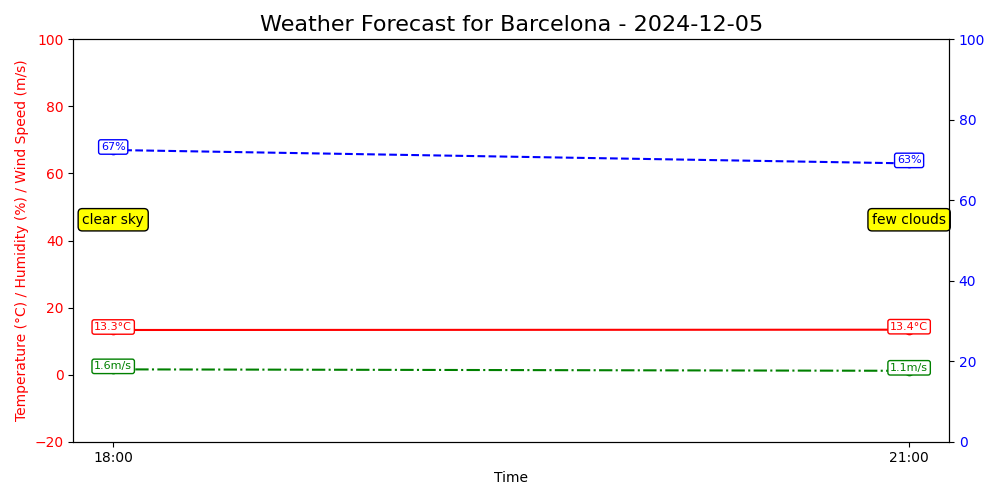 Weather Forecast for Barcelona - 2024-12-05
Temperature (°C) / Humidity (%) / Wind Speed (m/s)
100
80
60
40
20
0
−20
100
80
60
40
20
0
67%
63%
clear sky
few clouds
13.3°C
13.4°C
1.6m/s
1.1m/s
18:00
21:00
Time